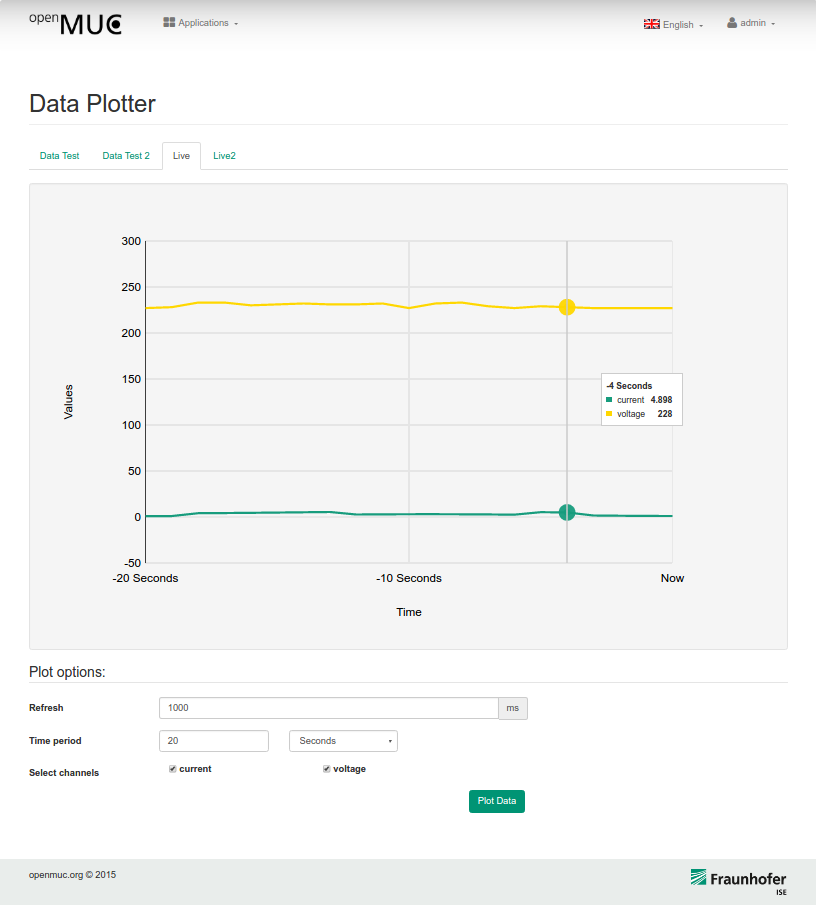 open MUC Applications English admin
Data Plotter
Data Test Data Test 2 Live Live2
300
250
200
150
100
50
0
-50
Values
-4 Seconds
current 4.898
voltage 228
-20 Seconds -10 Seconds Now
Time
Plot options:
Refresh 1000 ms
Time period 20 Seconds
Select channels current voltage
Plot Data
openmuc.org © 2015 Fraunhofer
ISE